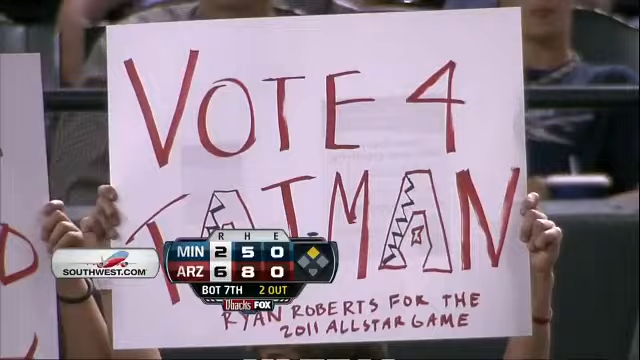 VOTE 4
TATMAN
RYAN ROBERTS FOR THE
2011 ALLSTAR GAME
SOUTHWEST.COM
R H E
MIN 2 5 0
ARZ 6 8 0
BOT 7TH 2 OUT
Dbacks FOX